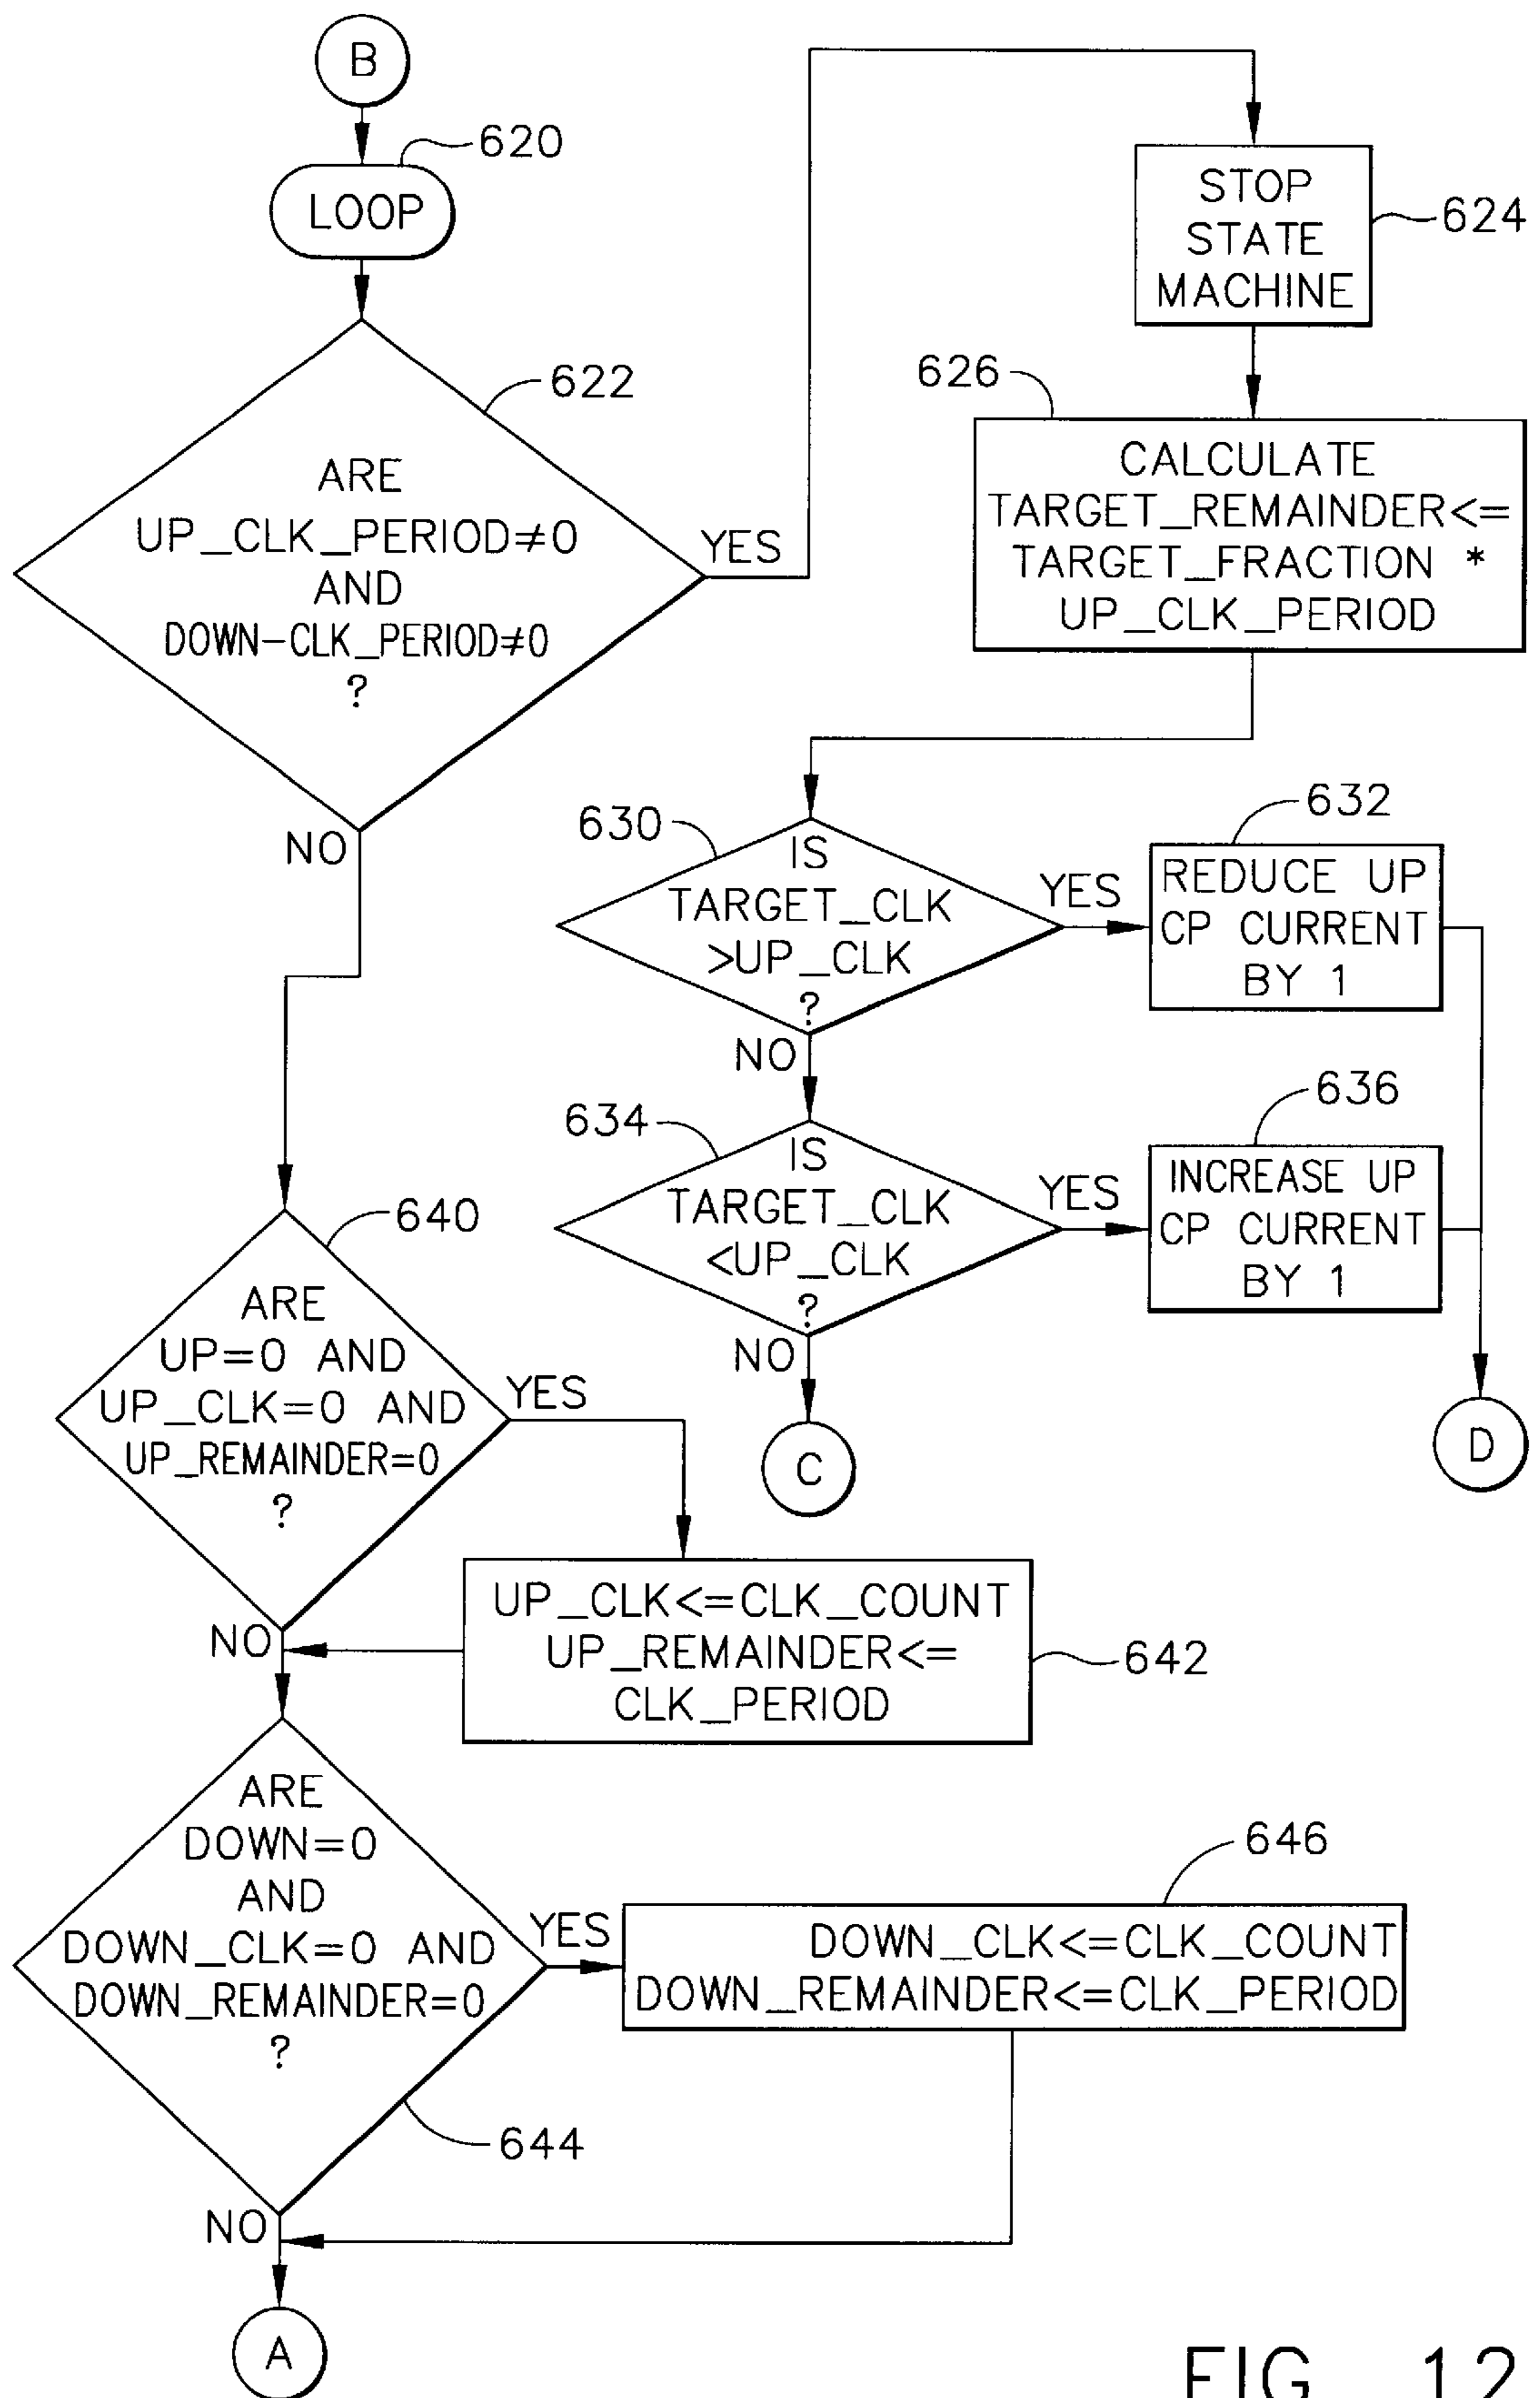 B
620
LOOP
622
ARE
UP_CLK_PERIOD≠0
AND
DOWN-CLK_PERIOD≠0
?
YES
NO
STOP
STATE
MACHINE
624
626
CALCULATE
TARGET_REMAINDER<=
TARGET_FRACTION *
UP_CLK_PERIOD
630
IS
TARGET_CLK
>UP_CLK
?
YES
NO
632
REDUCE UP
CP CURRENT
BY 1
634
IS
TARGET_CLK
<UP_CLK
?
YES
NO
636
INCREASE UP
CP CURRENT
BY 1
C
D
640
ARE
UP=0 AND
UP_CLK=0 AND
UP_REMAINDER=0
?
YES
NO
UP_CLK<=CLK_COUNT
UP_REMAINDER<=
CLK_PERIOD
642
ARE
DOWN=0
AND
DOWN_CLK=0 AND
DOWN_REMAINDER=0
?
YES
644
NO
646
DOWN_CLK<=CLK_COUNT
DOWN_REMAINDER<=CLK_PERIOD
A
FIG. 12